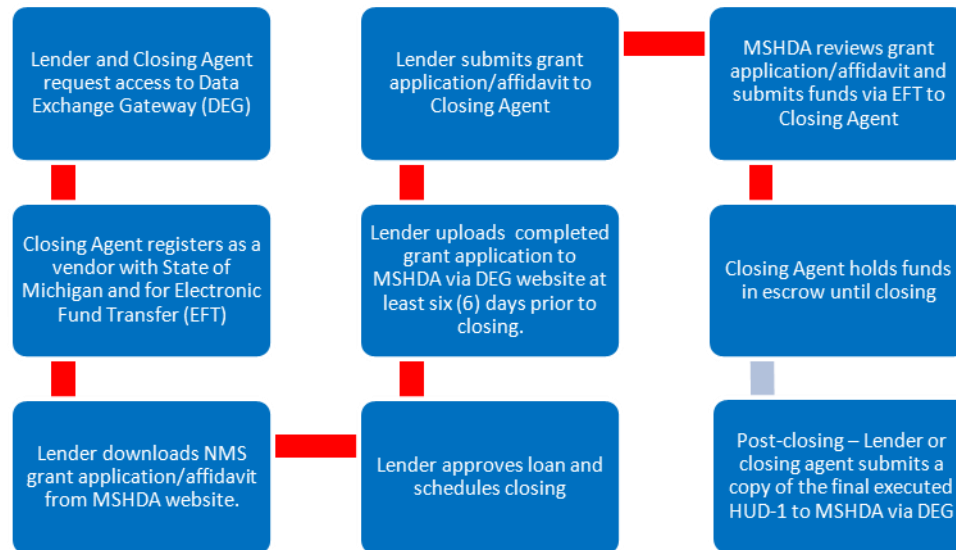 Lender and Closing Agent
request access to Data
Exchange Gateway (DEG)
Closing Agent registers as a
vendor with State of
Michigan and for Electronic
Fund Transfer (EFT)
Lender downloads NMS
grant application/affidavit
from MSHDA website.
Lender approves loan and
schedules closing
Lender uploads  completed
grant application to
MSHDA via DEG website at
least six (6) days prior to
closing.
Lender submits grant
application/affidavit to
Closing Agent
MSHDA reviews grant
application/affidavit and
submits funds via EFT to
Closing Agent
Closing Agent holds funds
in escrow until closing
Post-closing – Lender or
closing agent submits a
copy of the final executed
HUD-1 to MSHDA via DEG